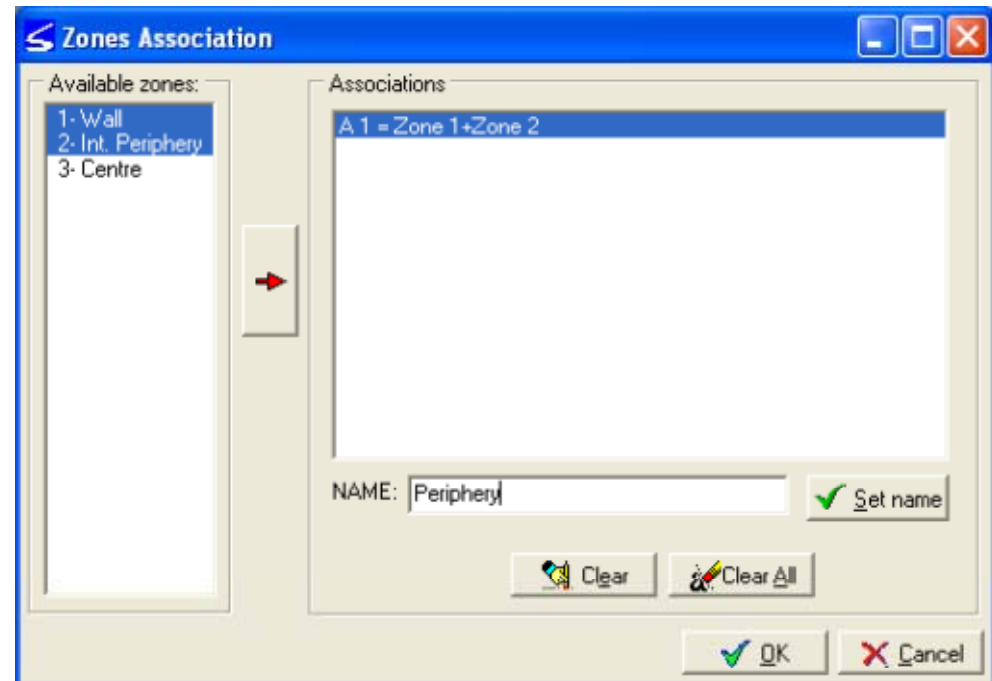 Zones Association
Available zones:
1- Wall
2- Int. Periphery
3- Centre
Associations
A 1 = Zone 1+Zone 2
NAME: Periphery
Set name
Clear
Clear All
OK
Cancel